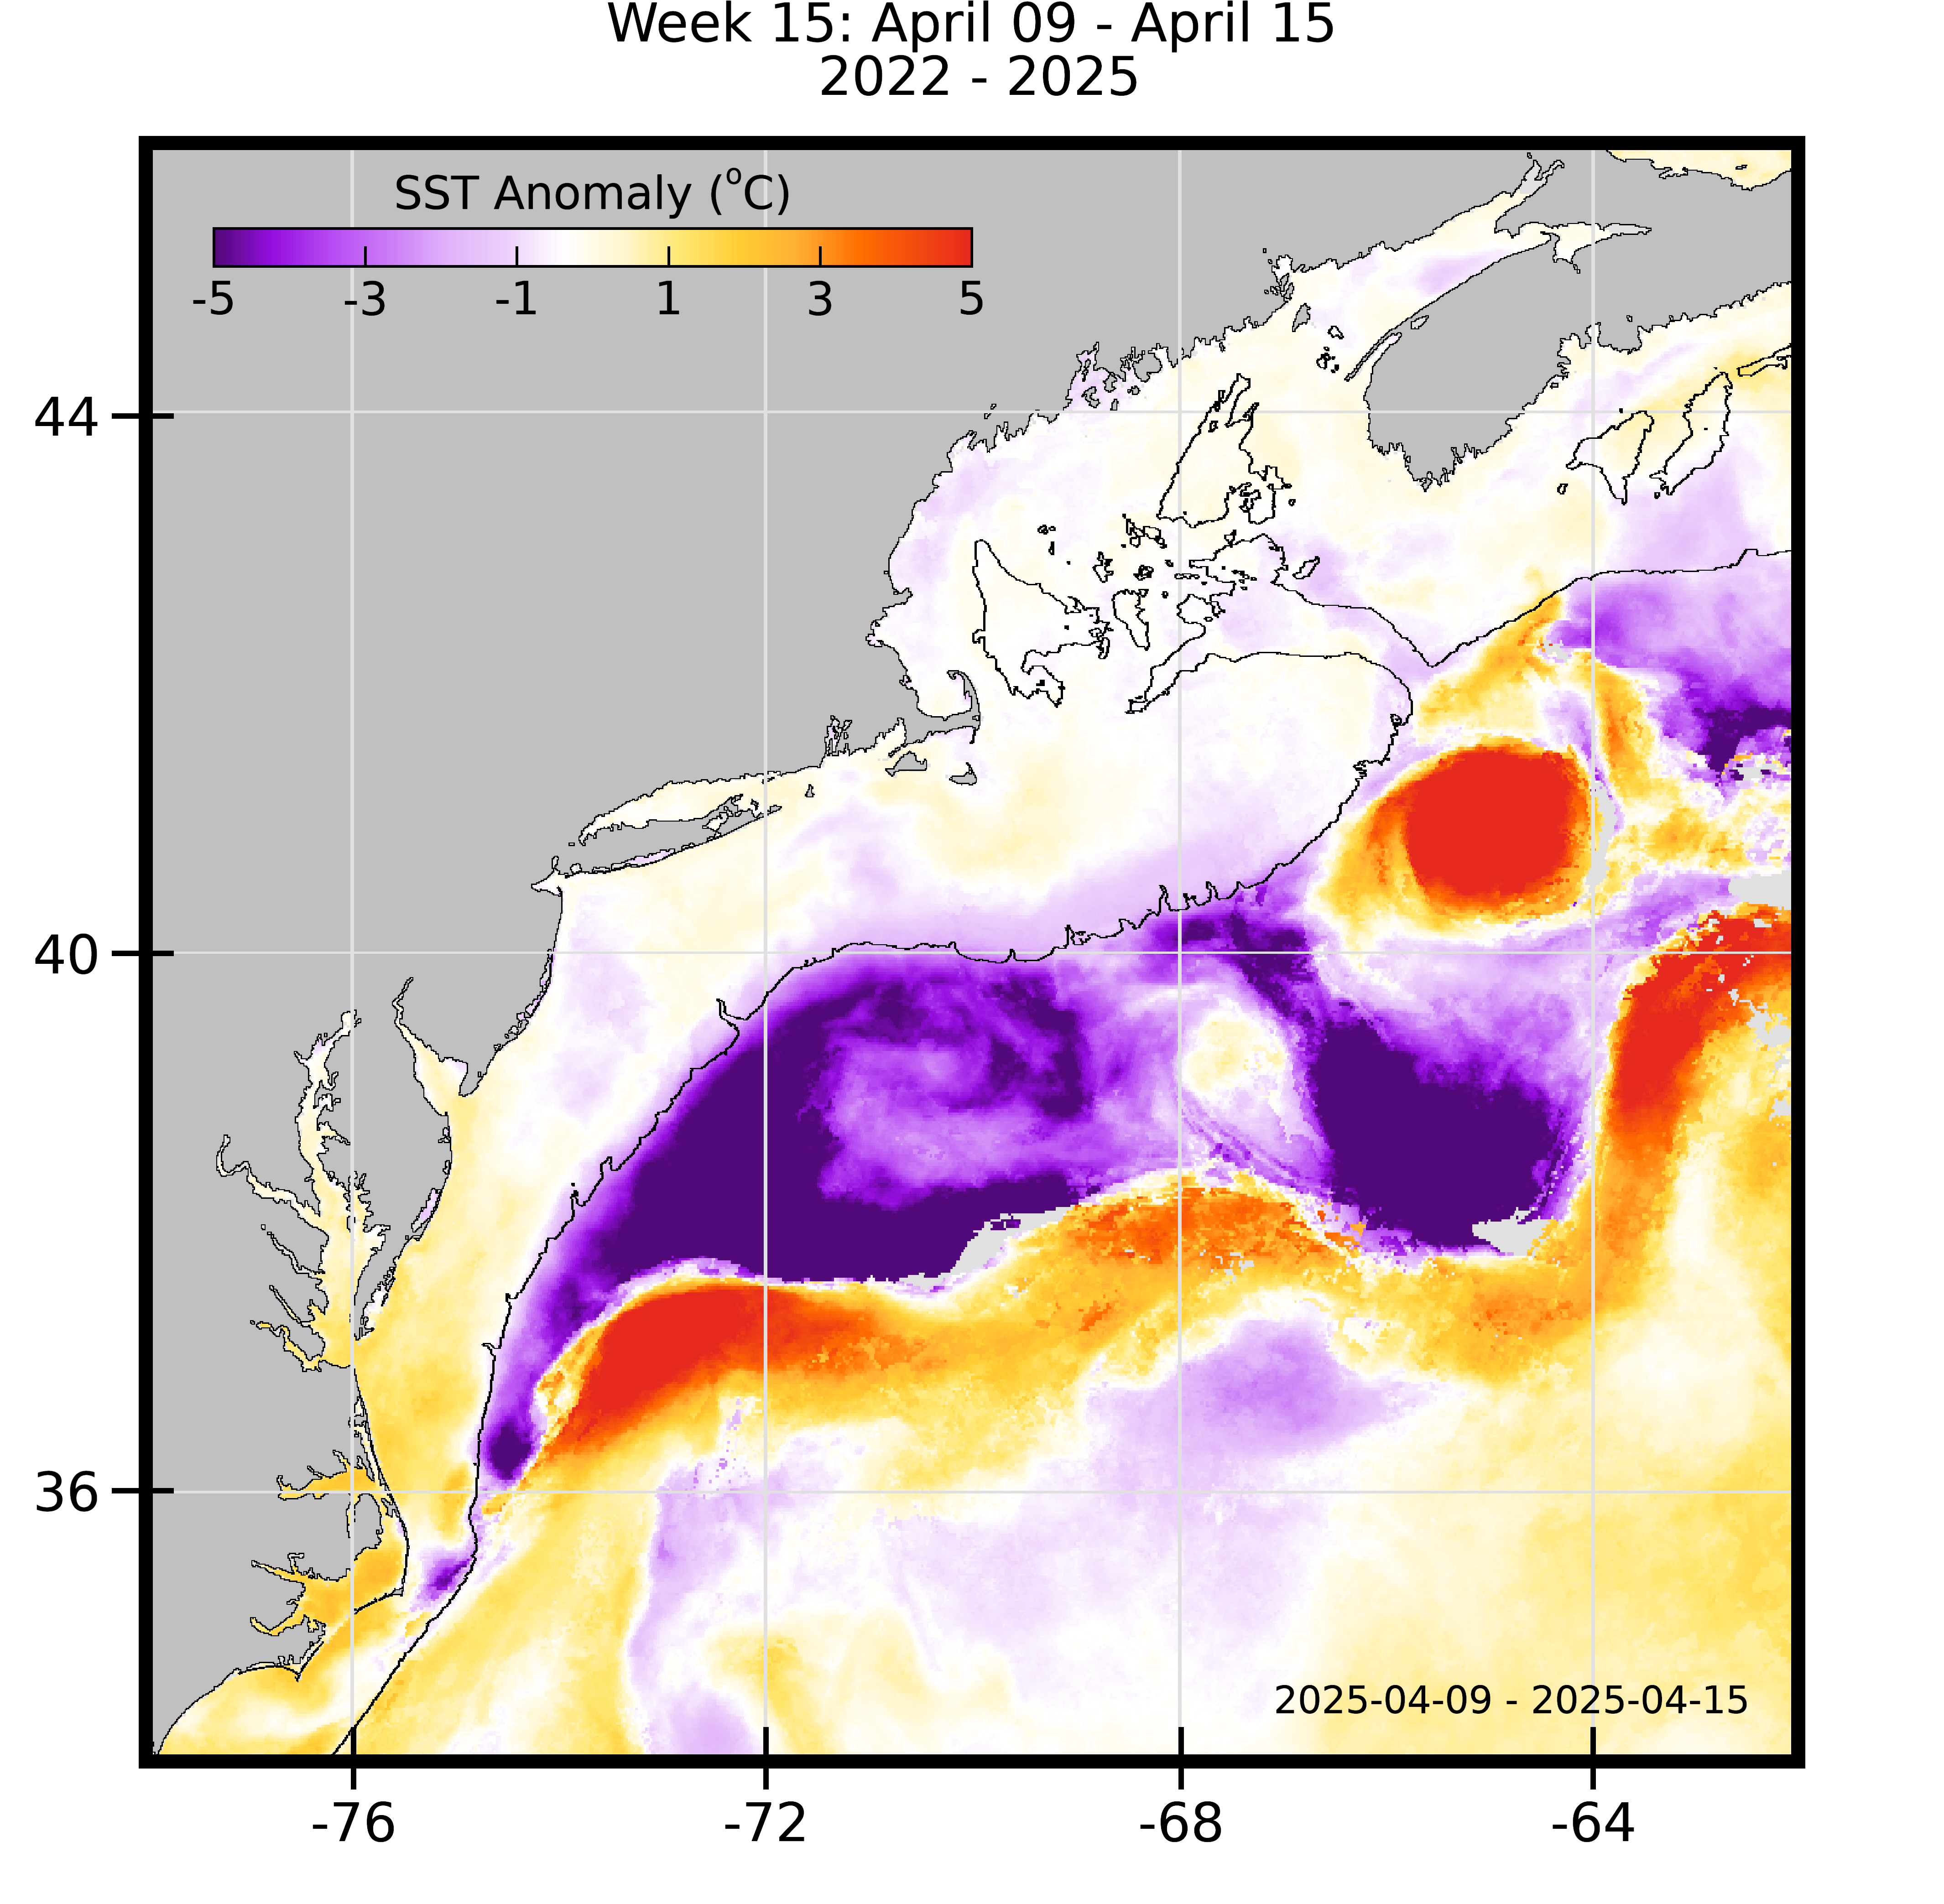 Week 15: April 09 - April 15
2022 - 2025
SST Anomaly (°C)
-5 -3 -1 1 3 5
44
40
36
2025-04-09 - 2025-04-15
-76 -72 -68 -64